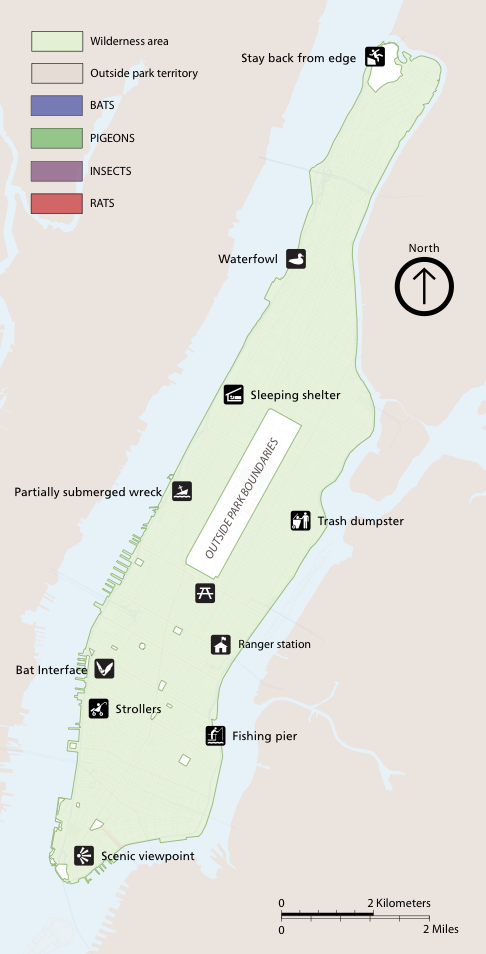 Wilderness area
Outside park territory
BATS
PIGEONS
INSECTS
RATS
Stay back from edge
North
Waterfowl
Sleeping shelter
OUTSIDE PARK BOUNDARIES
Partially submerged wreck
Trash dumpster
Ranger station
Bat Interface
Strollers
Fishing pier
Scenic viewpoint
0 2 Kilometers
0 2 Miles